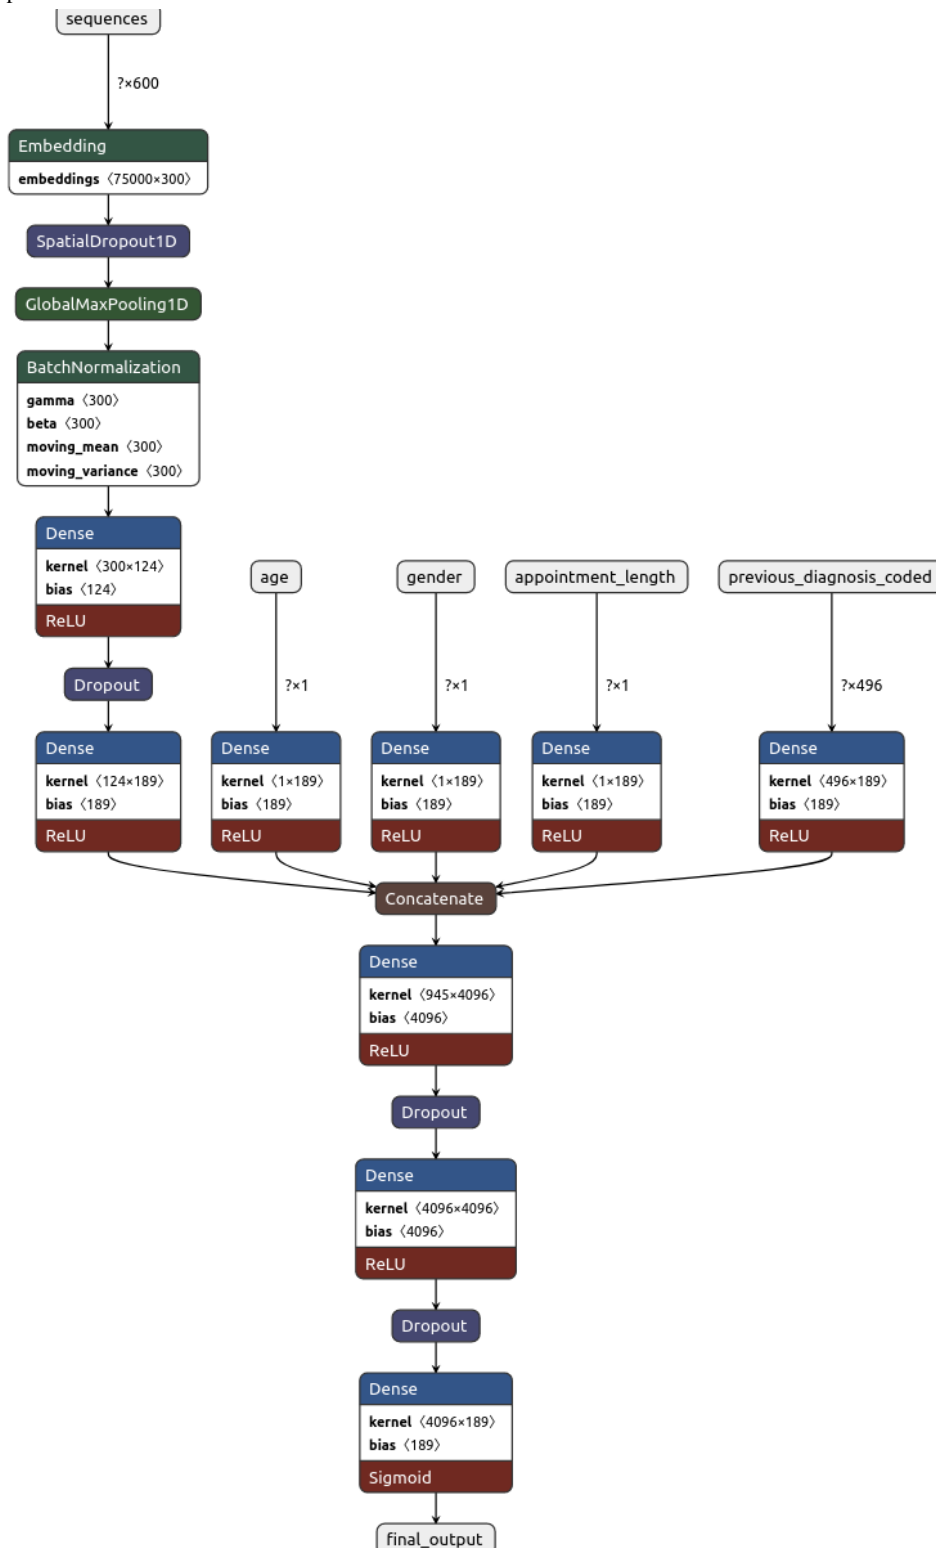 sequences
?×600
Embedding
embeddings 〈75000×300〉
SpatialDropout1D
GlobalMaxPooling1D
BatchNormalization
gamma 〈300〉
beta 〈300〉
moving_mean 〈300〉
moving_variance 〈300〉
Dense
kernel 〈300×124〉
bias 〈124〉
ReLU
Dropout
age
gender
appointment_length
previous_diagnosis_coded
?×1
?×1
?×1
?×496
Dense
kernel 〈124×189〉
bias 〈189〉
ReLU
Dense
kernel 〈1×189〉
bias 〈189〉
ReLU
Dense
kernel 〈1×189〉
bias 〈189〉
ReLU
Dense
kernel 〈1×189〉
bias 〈189〉
ReLU
Dense
kernel 〈496×189〉
bias 〈189〉
ReLU
Concatenate
Dense
kernel 〈945×4096〉
bias 〈4096〉
ReLU
Dropout
Dense
kernel 〈4096×4096〉
bias 〈4096〉
ReLU
Dropout
Dense
kernel 〈4096×189〉
bias 〈189〉
Sigmoid
final_output